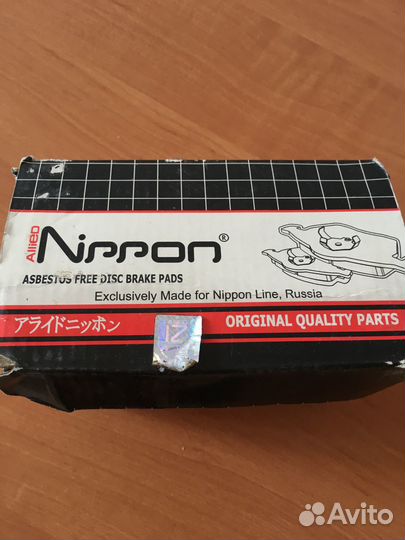 Allied Nippon®
ASBESTOS FREE DISC BRAKE PADS
Exclusively Made for Nippon Line, Russia
アライドニッポン
ORIGINAL QUALITY PARTS
Avito